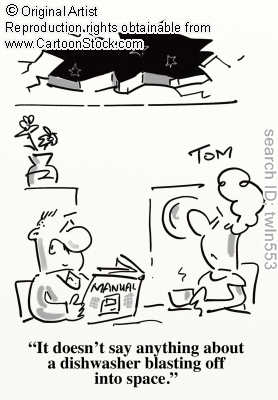 © Original Artist
Reproduction rights obtainable from
www.CartoonStock.com
TOM
search ID: twln553
MANUAL
“It doesn’t say anything about
a dishwasher blasting off
into space.”